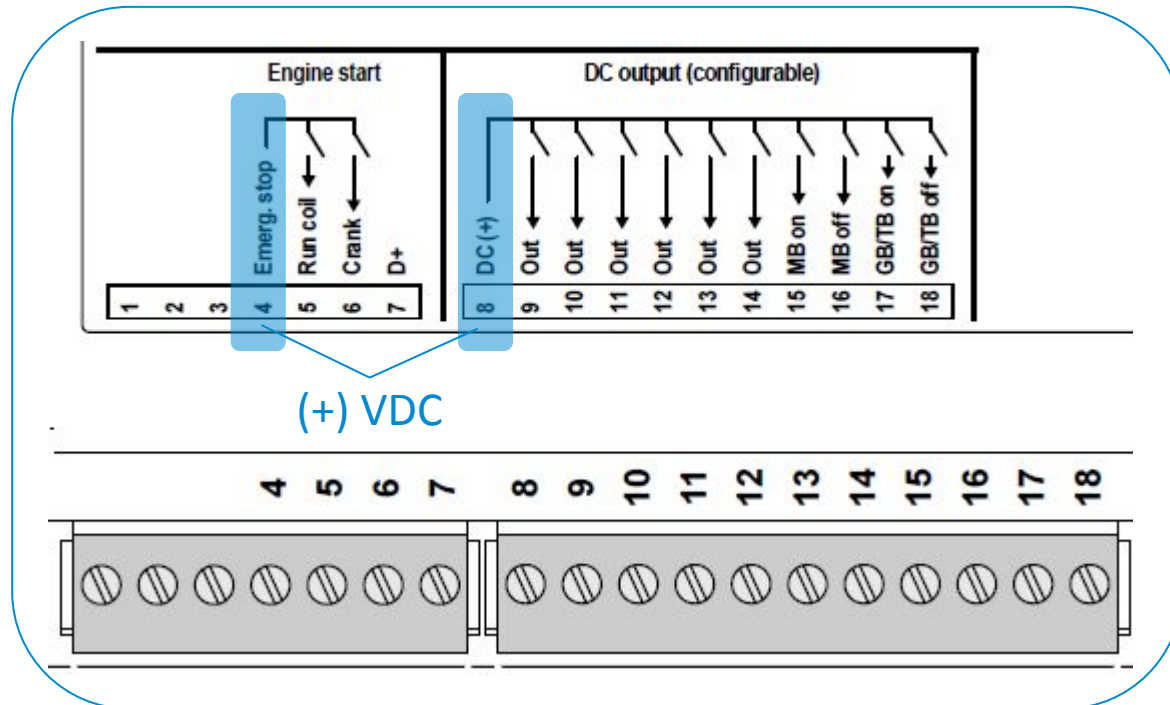 Engine start
DC output (configurable)
Emerg. stop
Run coil
Crank
D+
DC (+)
Out
Out
Out
Out
Out
Out
MB on
MB off
GB/TB on
GB/TB off
1 2 3 4 5 6 7
8 9 10 11 12 13 14 15 16 17 18
(+) VDC
4 5 6 7 8 9 10 11 12 13 14 15 16 17 18